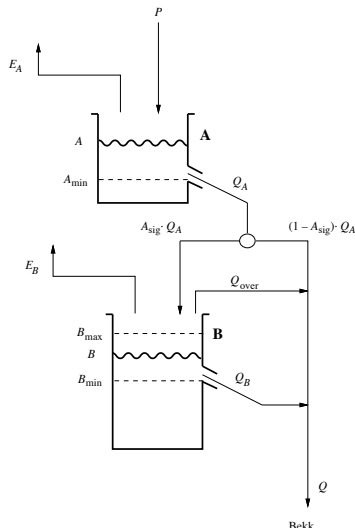 P
E_A
A
A
A_min
Q_A
A_sig · Q_A
(1 – A_sig) · Q_A
E_B
Q_over
B_max
B
B
B_min
Q_B
Q
Bekk